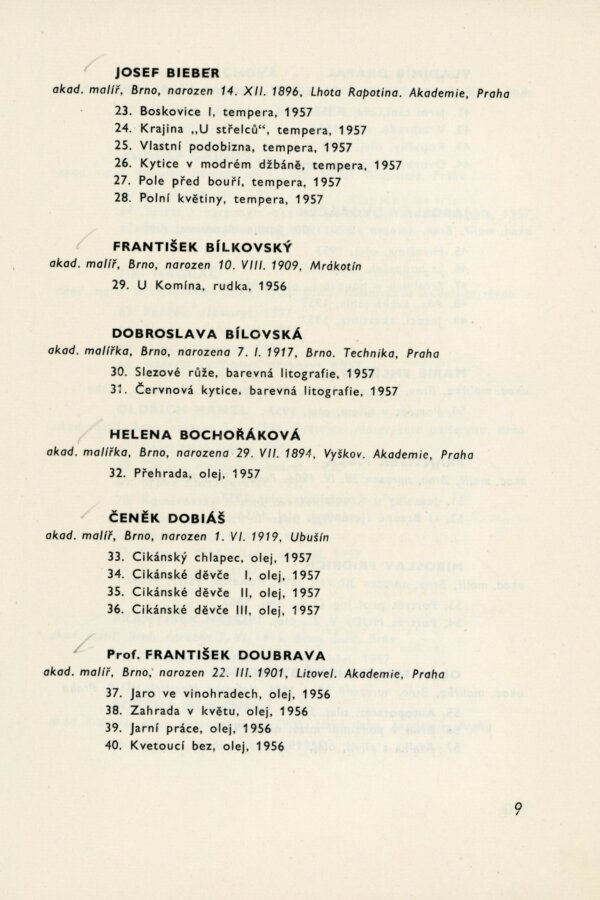 JOSEF BIEBER
akad. malíř, Brno, narozen 14. XII. 1896, Lhota Rapotina. Akademie, Praha
23. Boskovice I, tempera, 1957
24. Krajina „U střelců“, tempera, 1957
25. Vlastní podobizna, tempera, 1957
26. Kytice v modrém džbáně, tempera, 1957
27. Pole před bouří, tempera, 1957
28. Polní květiny, tempera, 1957
FRANTIŠEK BÍLKOVSKÝ
akad. malíř, Brno, narozen 10. VIII. 1909, Mrákotín
29. U Komína, rudka, 1956
DOBROSLAVA BÍLOVSKÁ
akad. malířka, Brno, narozena 7. I. 1917, Brno. Technika, Praha
30. Slezové růže, barevná litografie, 1957
31. Červnová kytice, barevná litografie, 1957
HELENA BOCHOŘÁKOVÁ
akad. malířka, Brno, narozena 29. VII. 1894, Vyškov. Akademie, Praha
32. Přehrada, olej, 1957
ČENĚK DOBIÁŠ
akad. malíř, Brno, narozen 1. VI. 1919, Ubušín
33. Cikánský chlapec, olej, 1957
34. Cikánské děvče I, olej, 1957
35. Cikánské děvče II, olej, 1957
36. Cikánské děvče III, olej, 1957
Prof. FRANTIŠEK DOUBRAVA
akad. malíř, Brno, narozen 22. III. 1901, Litovel. Akademie, Praha
37. Jaro ve vinohradech, olej, 1956
38. Zahrada v květu, olej, 1956
39. Jarní práce, olej, 1956
40. Kvetoucí bez, olej, 1956
9